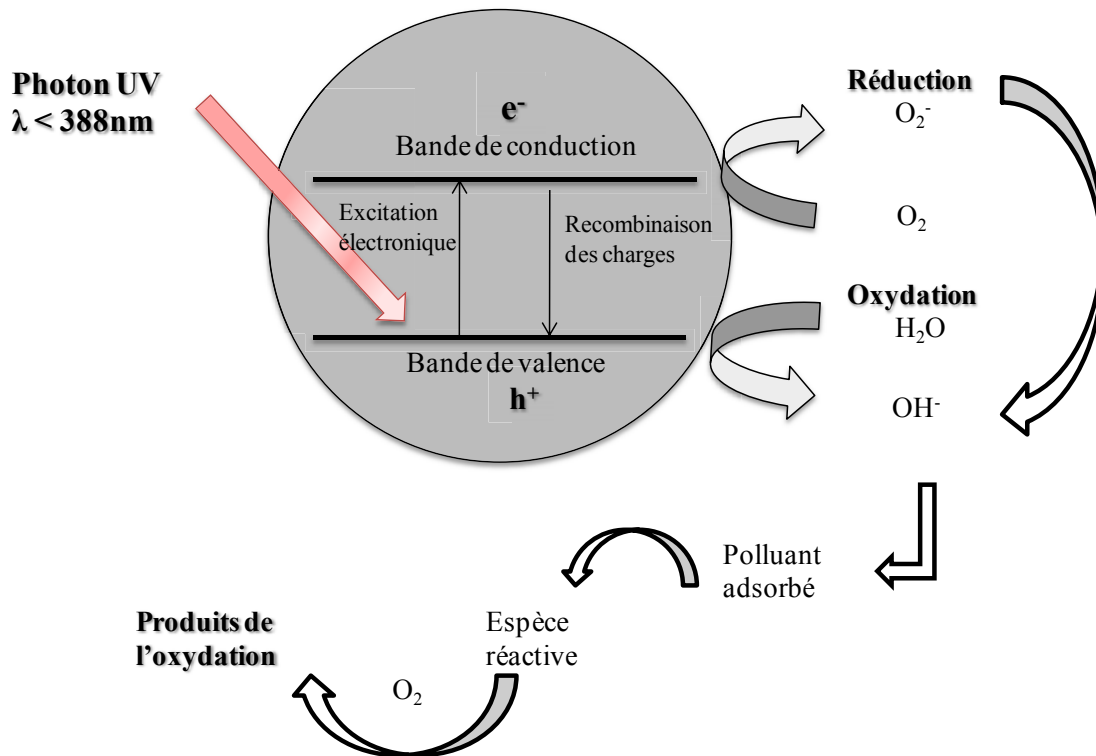 Photon UV
λ < 388nm
e⁻
Bande de conduction
Excitation
électronique
Recombinaison
des charges
Bande de valence
h⁺
Réduction
O₂⁻
O₂
Oxydation
H₂O
OH⁻
Polluant
adsorbé
Espèce
réactive
O₂
Produits de
l'oxydation